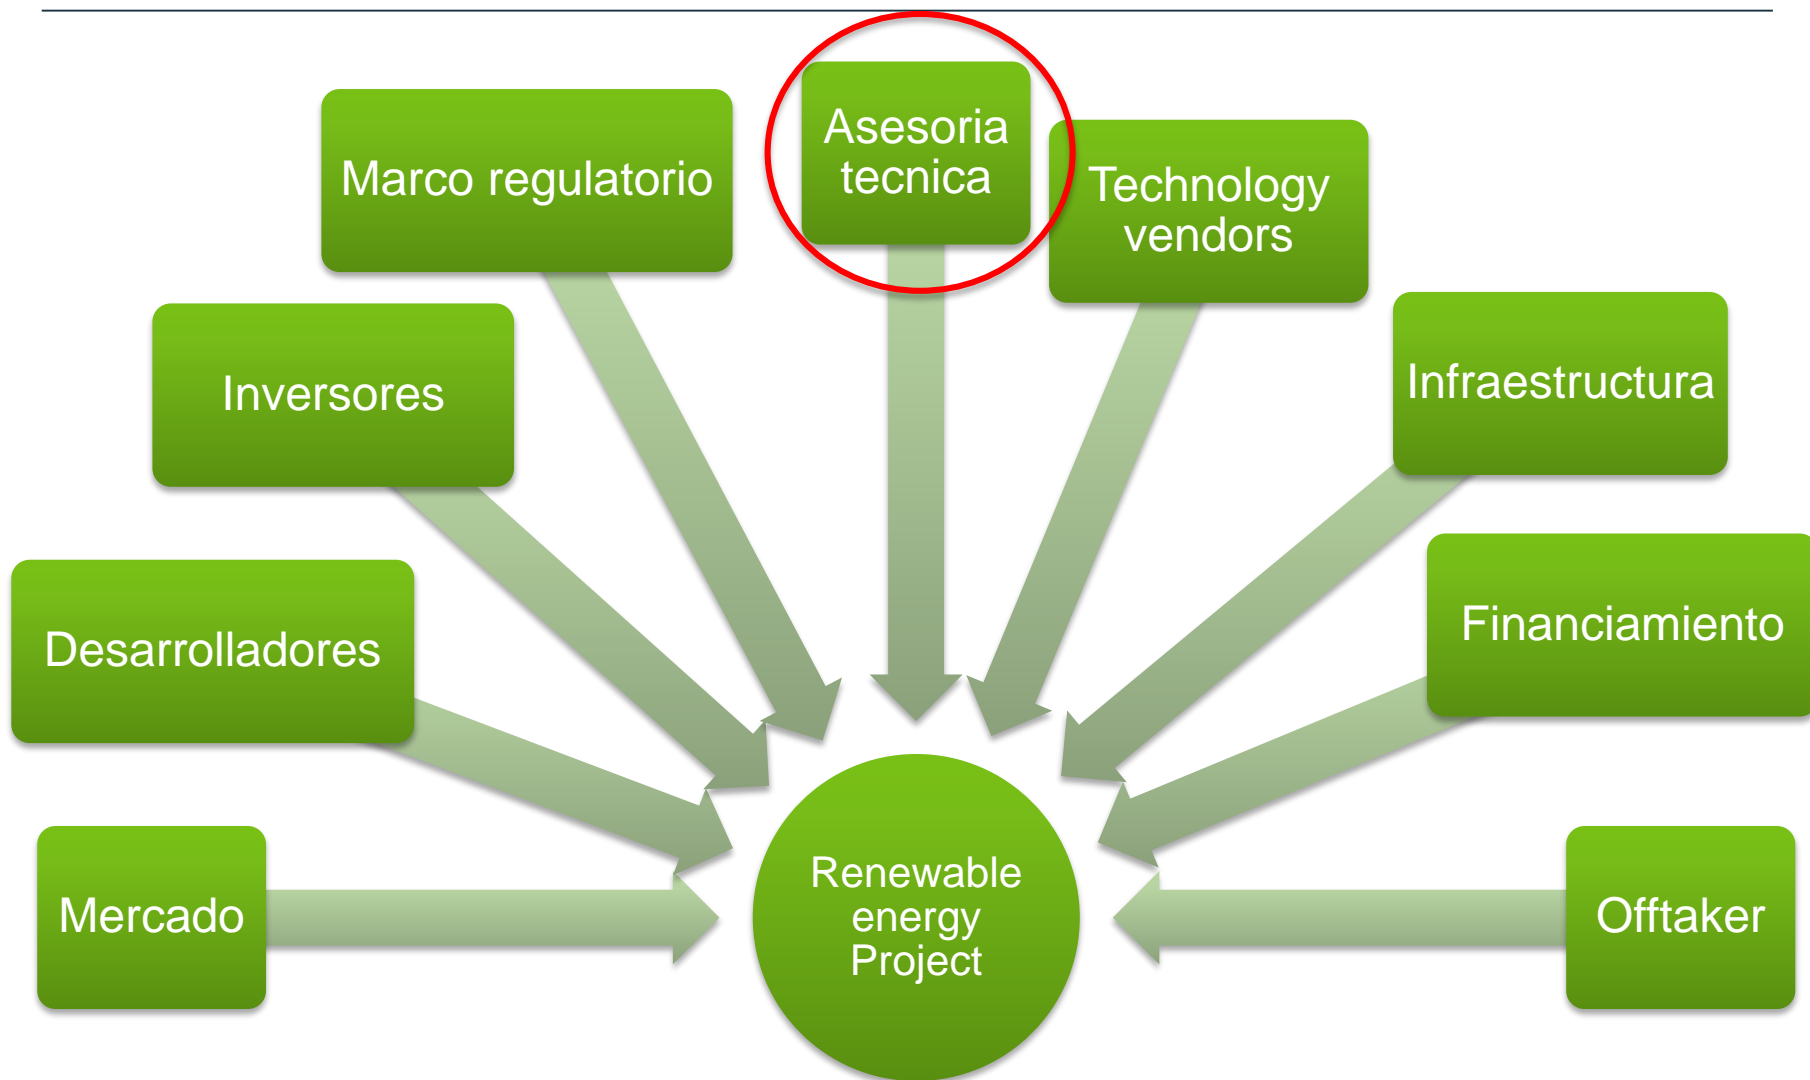 Asesoria
tecnica
Marco regulatorio
Technology
vendors
Inversores
Infraestructura
Desarrolladores
Financiamiento
Mercado
Renewable
energy
Project
Offtaker